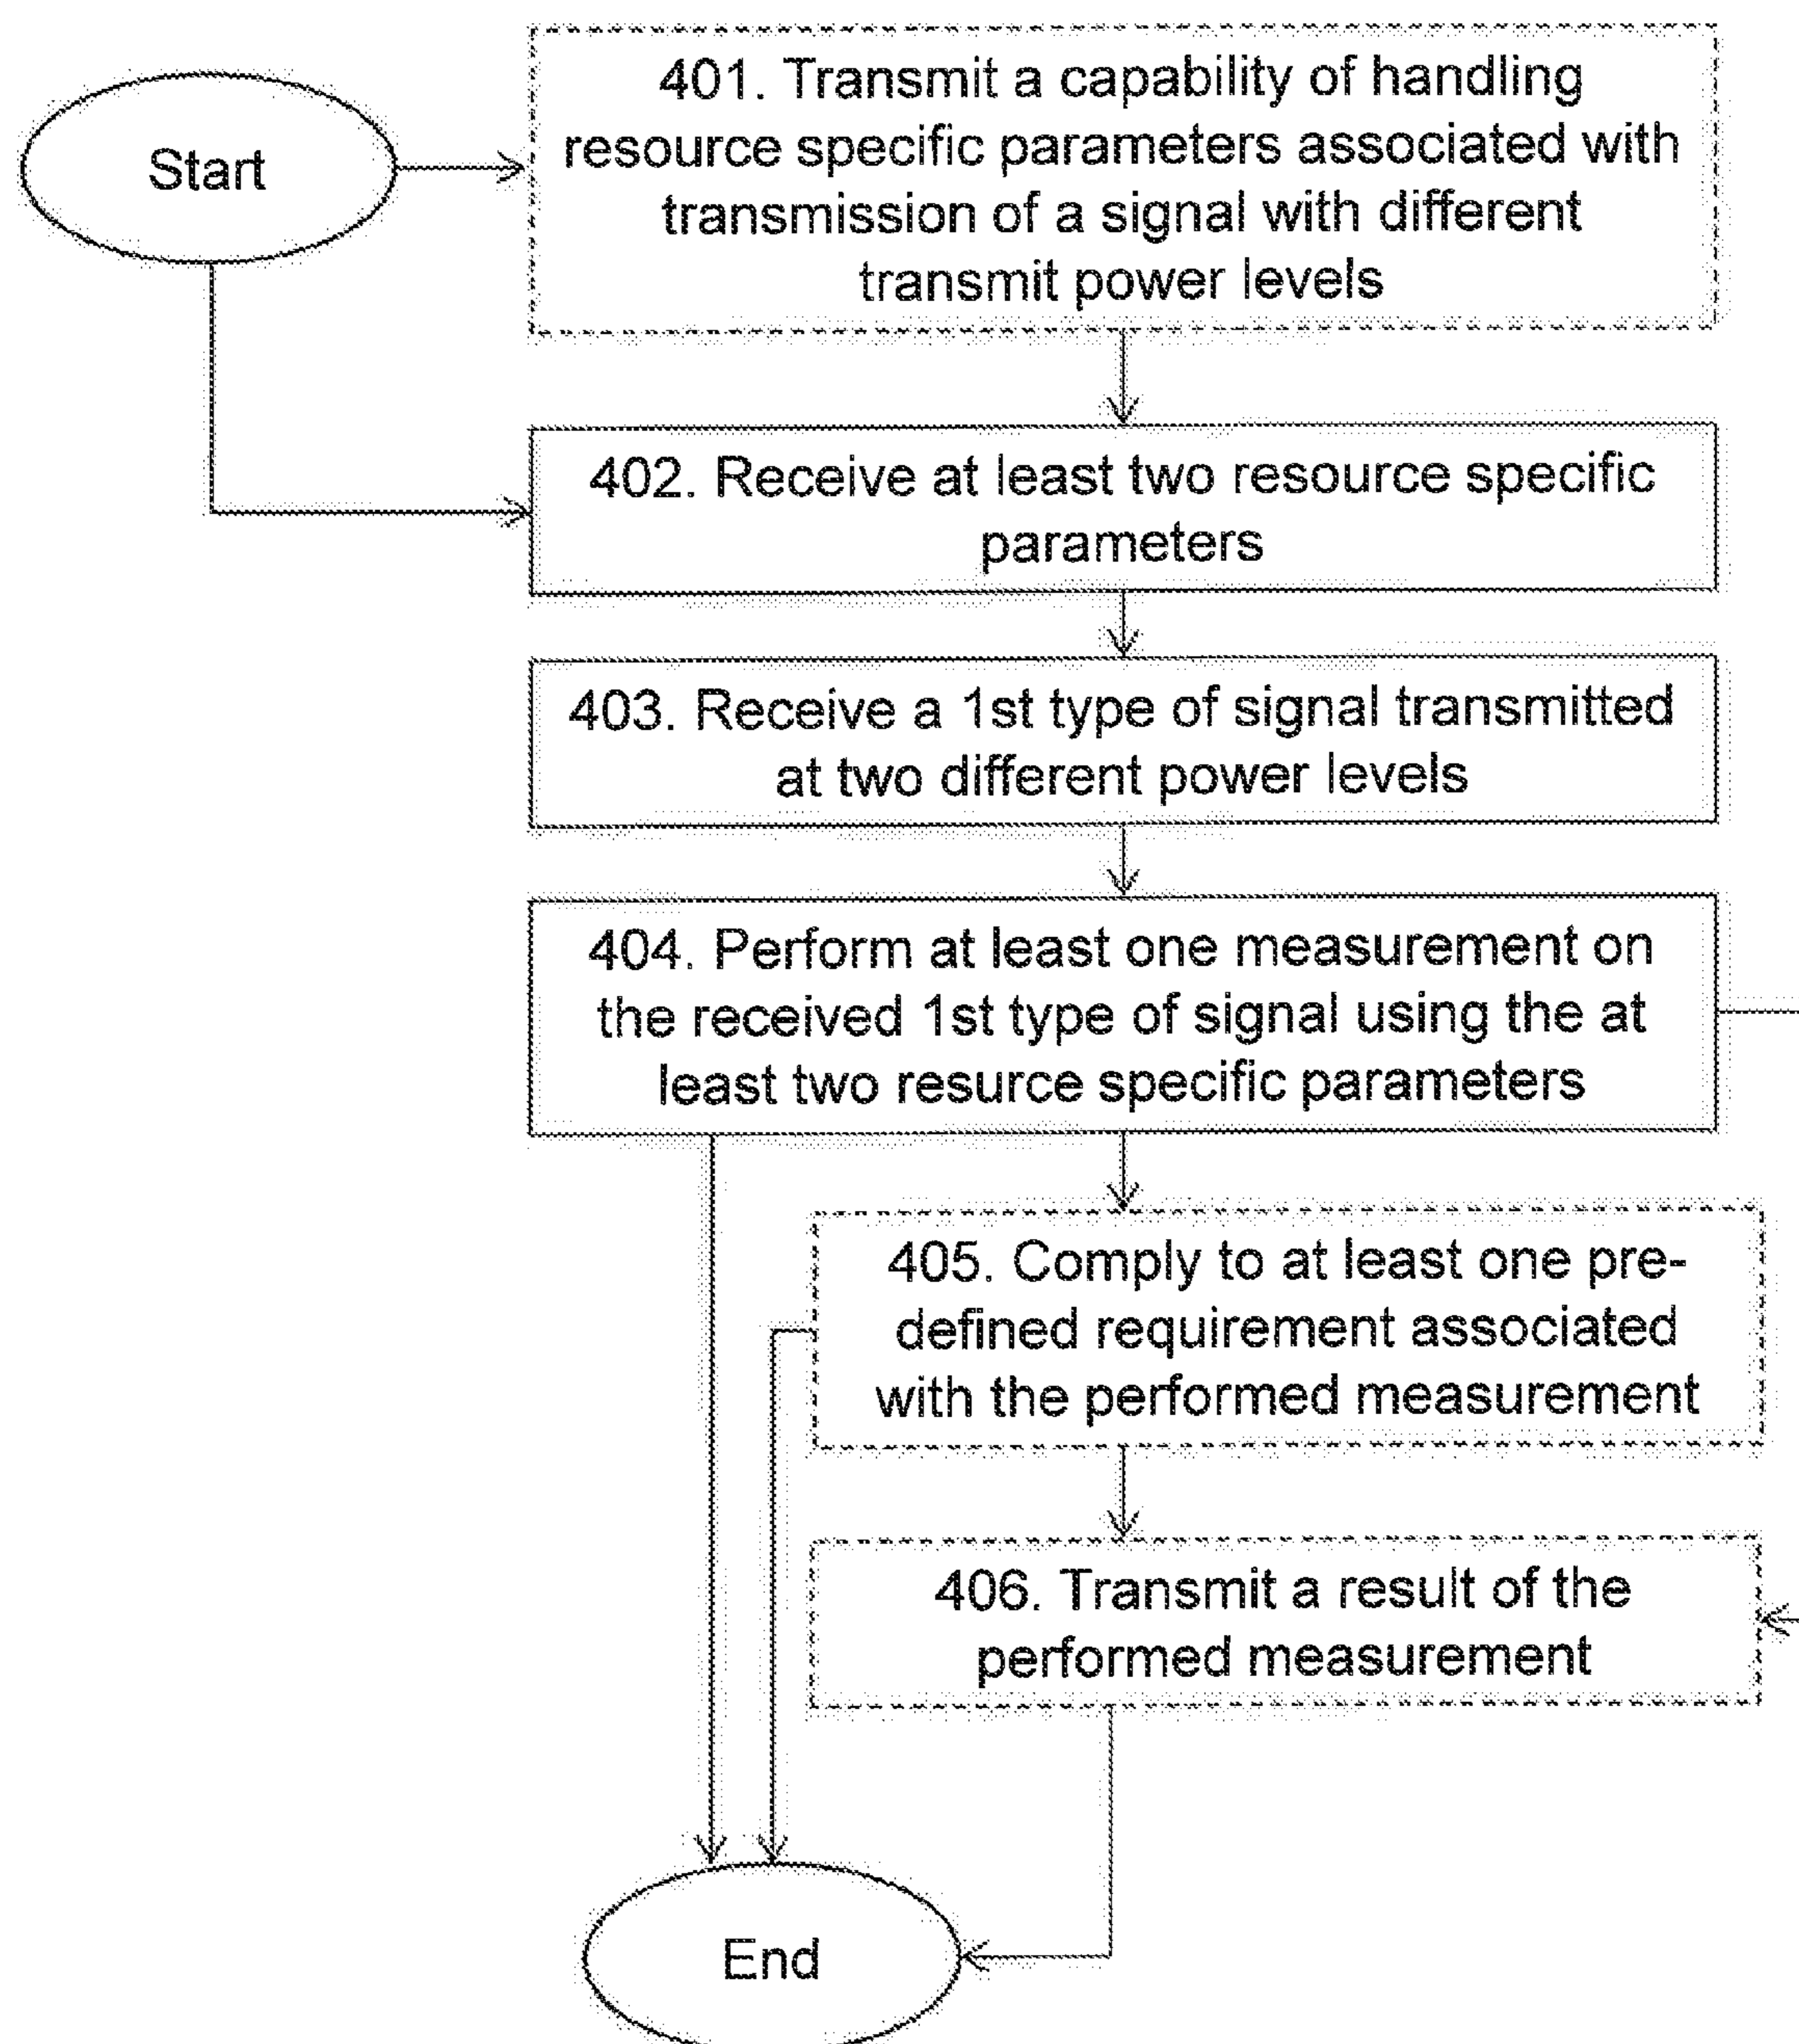 Start
401. Transmit a capability of handling
resource specific parameters associated with
transmission of a signal with different
transmit power levels
402. Receive at least two resource specific
parameters
403. Receive a 1st type of signal transmitted
at two different power levels
404. Perform at least one measurement on
the received 1st type of signal using the at
least two resurce specific parameters
405. Comply to at least one pre-
defined requirement associated
with the performed measurement
406. Transmit a result of the
performed measurement
End